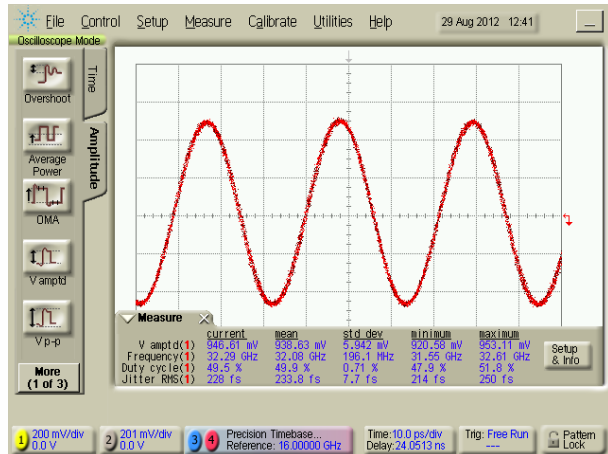 File Control Setup Measure Calibrate Utilities Help 29 Aug 2012 12:41
Oscilloscope Mode
Time
Amplitude
Overshoot
Average
Power
OMA
V amptd
V p-p
More
(1 of 3)
Measure
current mean std dev minimum maximum
V amptd(1) 946.61 mV 938.63 mV 5.942 mV 920.58 mV 953.11 mV
Frequency(1) 32.29 GHz 32.08 GHz 196.1 MHz 31.55 GHz 32.61 GHz
Duty cycle(1) 49.5 % 49.9 % 0.71 % 47.9 % 51.8 %
Jitter RMS(1) 228 fs 233.8 fs 7.7 fs 214 fs 250 fs
Setup
& Info
1 200 mV/div
0.0 V
2 201 mV/div
0.0 V
3 4 Precision Timebase...
Reference: 16.00000 GHz
Time:10.0 ps/div
Delay:24.0513 ns
Trig: Free Run
---
Pattern
Lock